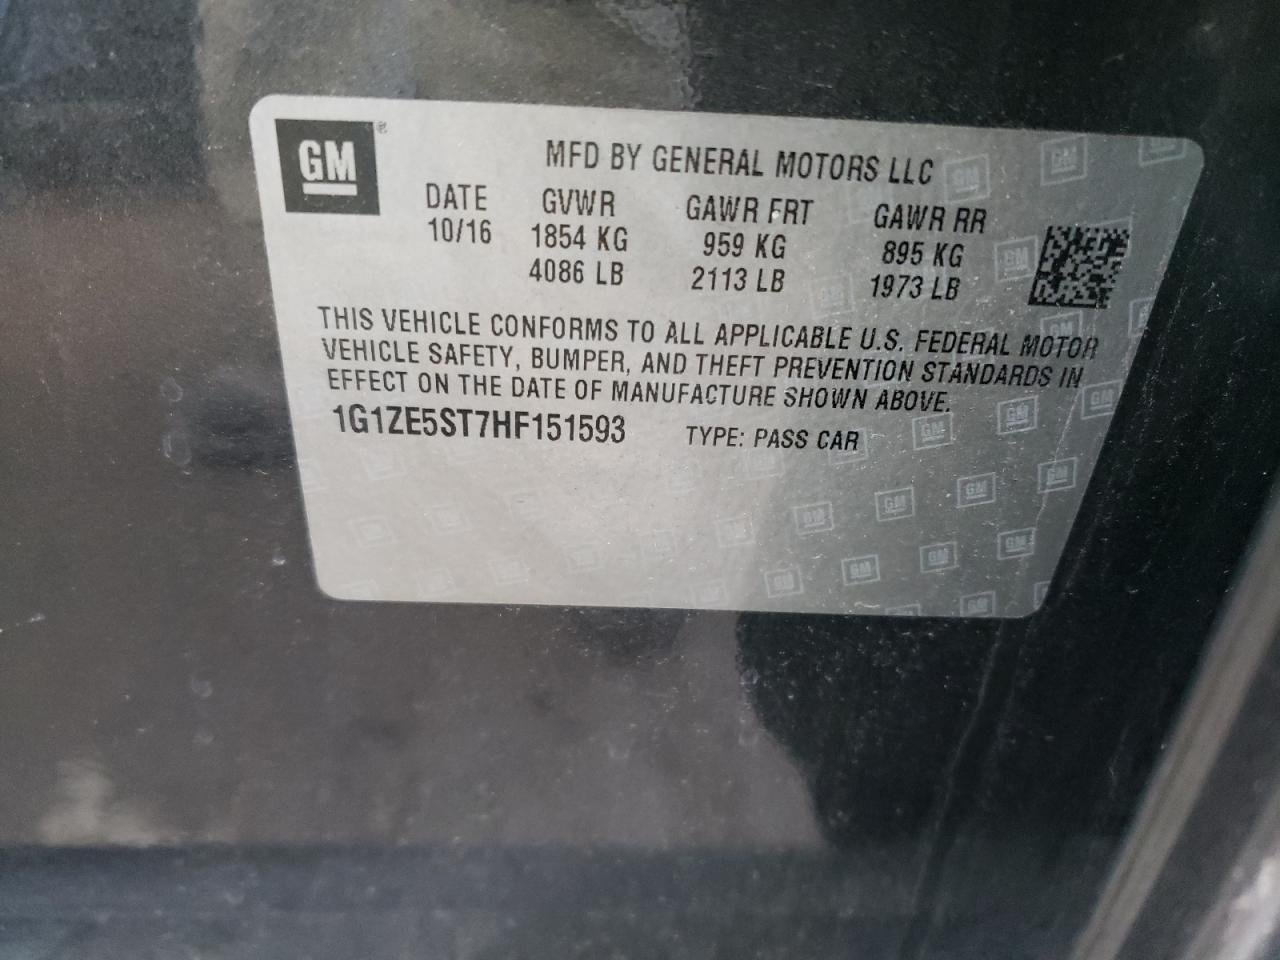 GM ®
MFD BY GENERAL MOTORS LLC
DATE GVWR GAWR FRT GAWR RR
10/16 1854 KG 959 KG 895 KG
4086 LB 2113 LB 1973 LB
THIS VEHICLE CONFORMS TO ALL APPLICABLE U.S. FEDERAL MOTOR
VEHICLE SAFETY, BUMPER, AND THEFT PREVENTION STANDARDS IN
EFFECT ON THE DATE OF MANUFACTURE SHOWN ABOVE.
1G1ZE5ST7HF151593 TYPE: PASS CAR